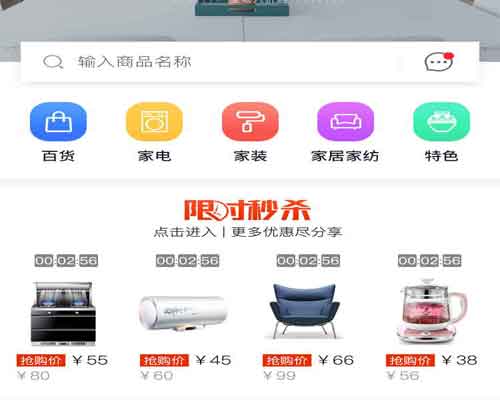 输入商品名称
百货 家电 家装 家居家纺 特色
限时秒杀
点击进入 | 更多优惠尽分享
00:02:56 00:02:56 00:02:56 00:02:56
抢购价 ￥55 抢购价 ￥45 抢购价 ￥66 抢购价 ￥38
￥80 ￥60 ￥99 ￥56